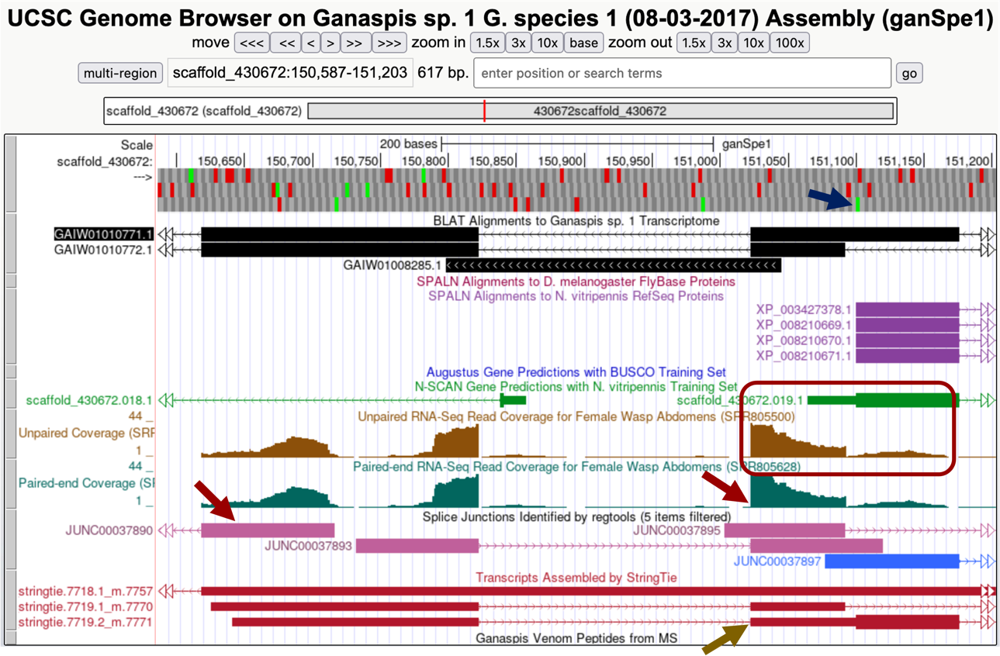 UCSC Genome Browser on Ganaspis sp. 1 G. species 1 (08-03-2017) Assembly (ganSpe1)
move <<< << < > >> >>> zoom in 1.5x 3x 10x base zoom out 1.5x 3x 10x 100x
multi-region scaffold_430672:150,587-151,203 617 bp. enter position or search terms go
scaffold_430672 (scaffold_430672) 430672scaffold_430672
Scale 200 bases ganSpe1
scaffold_430672: 150,650 150,700 150,750 150,800 150,850 150,900 150,950 151,000 151,050 151,100 151,150 151,200
--->
BLAT Alignments to Ganaspis sp. 1 Transcriptome
GAIW01010771.1
GAIW01010772.1
GAIW01008285.1
SPALN Alignments to D. melanogaster FlyBase Proteins
SPALN Alignments to N. vitripennis RefSeq Proteins
XP_003427378.1
XP_008210669.1
XP_008210670.1
XP_008210671.1
Augustus Gene Predictions with BUSCO Training Set
N-SCAN Gene Predictions with N. vitripennis Training Set
scaffold_430672.018.1 scaffold_430672.019.1
44 _ Unpaired RNA-Seq Read Coverage for Female Wasp Abdomens (SRR805500)
Unpaired Coverage (SRR
1 _
44 _ Paired-end RNA-Seq Read Coverage for Female Wasp Abdomens (SRR805628)
Paired-end Coverage (SR
1 _
Splice Junctions Identified by regtools (5 items filtered)
JUNC00037890 JUNC00037895
JUNC00037893
JUNC00037897
Transcripts Assembled by StringTie
stringtie.7718.1_m.7757
stringtie.7719.1_m.7770
stringtie.7719.2_m.7771
Ganaspis Venom Peptides from MS